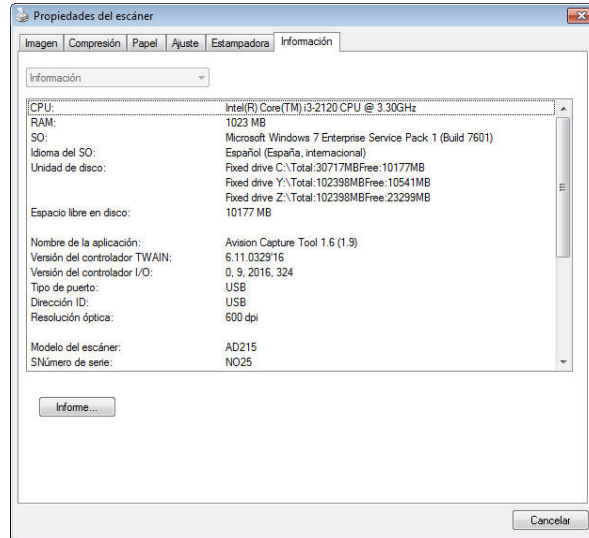 Propiedades del escáner
Imagen Compresión Papel Ajuste Estampadora Información
Información
CPU: Intel(R) Core(TM) i3-2120 CPU @ 3.30GHz
RAM: 1023 MB
SO: Microsoft Windows 7 Enterprise Service Pack 1 (Build 7601)
Idioma del SO: Español (España, internacional)
Unidad de disco: Fixed drive C:\Total:30717MBFree:10177MB
Fixed drive Y:\Total:102398MBFree:10541MB
Fixed drive Z:\Total:102398MBFree:23299MB
Espacio libre en disco: 10177 MB
Nombre de la aplicación: Avision Capture Tool 1.6 (1.9)
Versión del controlador TWAIN: 6.11.0329'16
Versión del controlador I/O: 0, 9, 2016, 324
Tipo de puerto: USB
Dirección ID: USB
Resolución óptica: 600 dpi
Modelo del escáner: AD215
SNúmero de serie: NO25
Informe...
Cancelar